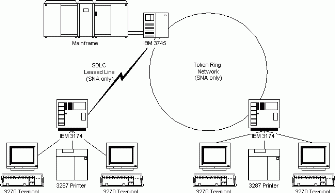 Mainframe
IBM 3745
SDLC
Leased Line
(SNA only)
Token Ring
Network
(SNA only)
IBM 3174
IBM 3174
3287 Printer
3287 Printer
3270 Terminal
3270 Terminal
3270 Terminal
3270 Terminal